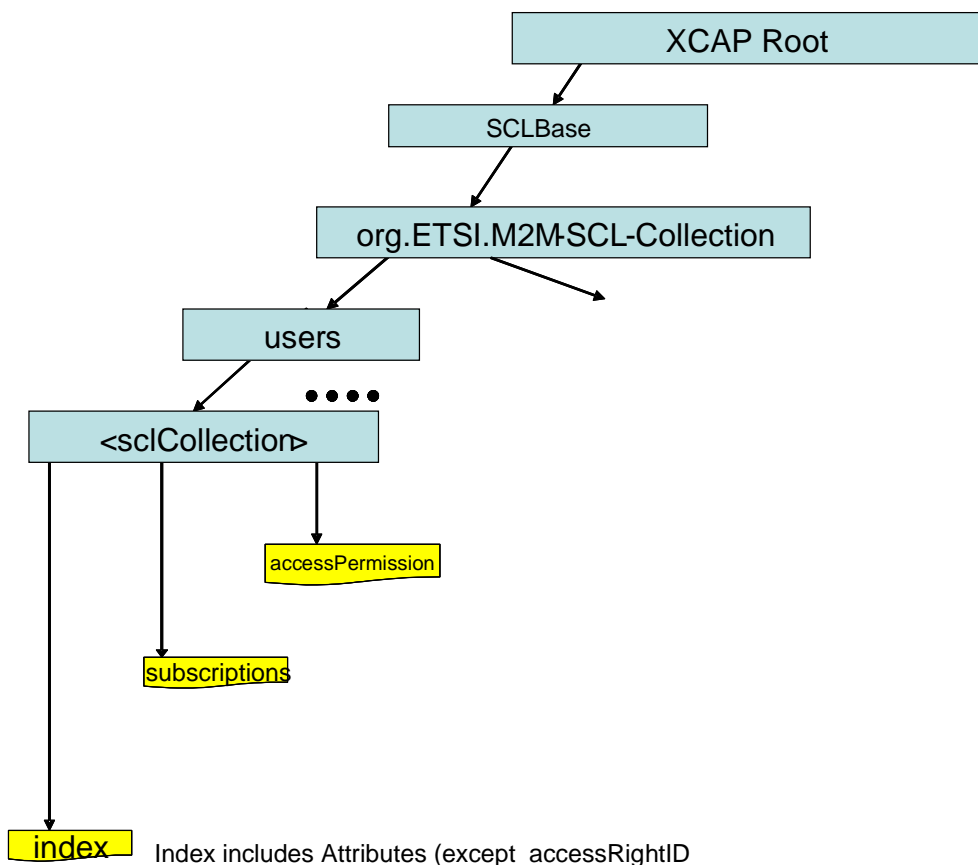 XCAP Root
SCLBase
org.ETSI.M2M-SCL-Collection
users
<sclCollection>
accessPermission
subscriptions
index
Index includes Attributes (except accessRightID